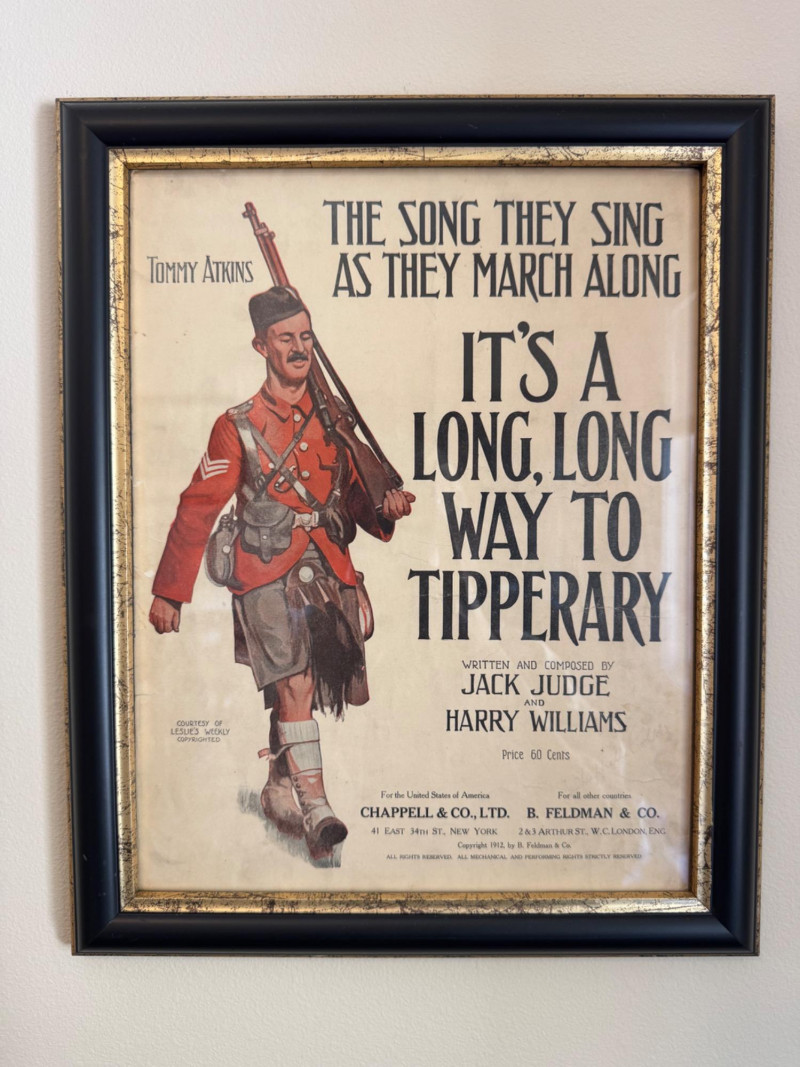 THE SONG THEY SING
AS THEY MARCH ALONG
TOMMY ATKINS
IT'S A
LONG, LONG
WAY TO
TIPPERARY
WRITTEN AND COMPOSED BY
JACK JUDGE
AND
HARRY WILLIAMS
Price 60 Cents
COURTESY OF
LESLIE'S WEEKLY
COPYRIGHTED
For the United States of America
CHAPPELL & CO., LTD.
41 EAST 34TH ST., NEW YORK
For all other countries
B. FELDMAN & CO.
2 & 3 ARTHUR ST., W.C. LONDON, ENG
Copyright 1912, by B. Feldman & Co.
ALL RIGHTS RESERVED. ALL MECHANICAL AND PERFORMING RIGHTS STRICTLY RESERVED